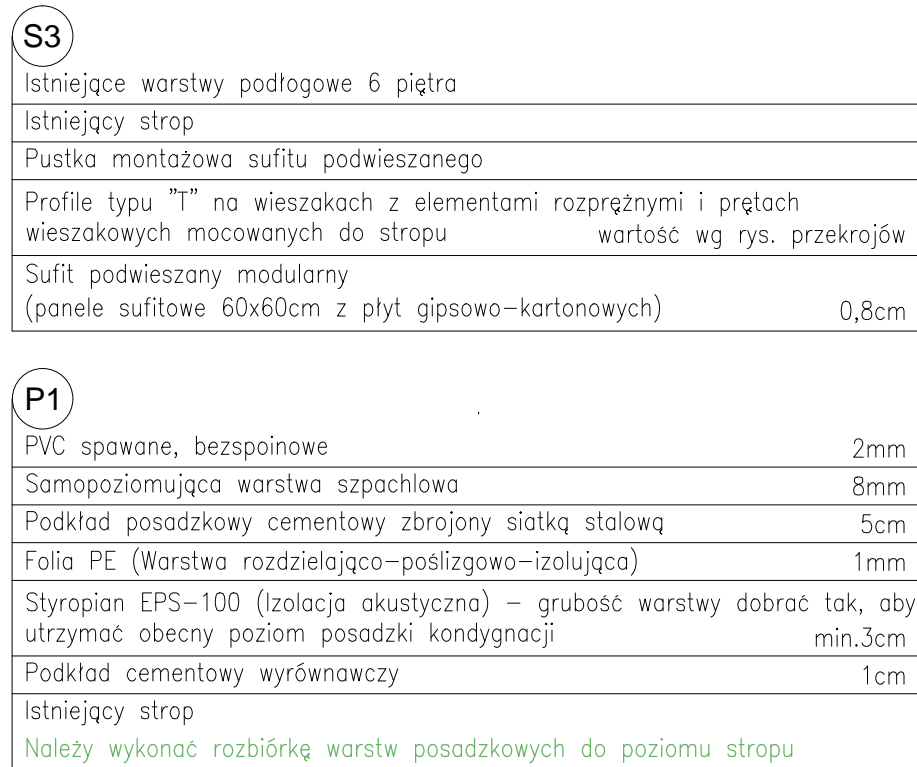 S3
Istniejące warstwy podłogowe 6 piętra
Istniejący strop
Pustka montażowa sufitu podwieszanego
Profile typu "T" na wieszakach z elementami rozprężnymi i prętach
wieszakowych mocowanych do stropu wartość wg rys. przekrojów
Sufit podwieszany modularny
(panele sufitowe 60x60cm z płyt gipsowo-kartonowych) 0,8cm
P1
PVC spawane, bezspoinowe 2mm
Samopoziomująca warstwa szpachlowa 8mm
Podkład posadzkowy cementowy zbrojony siatką stalową 5cm
Folia PE (Warstwa rozdzielająco-poślizgowo-izolująca) 1mm
Styropian EPS-100 (Izolacja akustyczna) - grubość warstwy dobrać tak, aby
utrzymać obecny poziom posadzki kondygnacji min.3cm
Podkład cementowy wyrównawczy 1cm
Istniejący strop
Należy wykonać rozbiórkę warstw posadzkowych do poziomu stropu